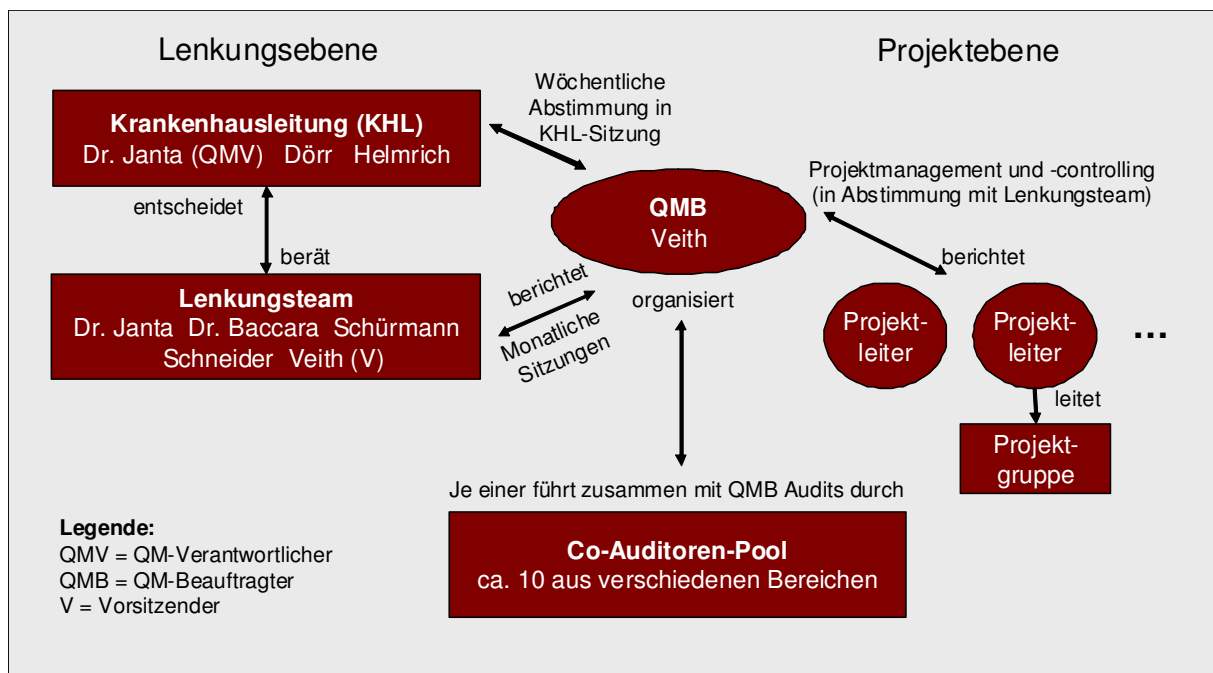 Lenkungsebene
Projektebene
Wöchentliche
Abstimmung in
KHL-Sitzung
Krankenhausleitung (KHL)
Dr. Janta (QMV) Dörr Helmrich
entscheidet
berät
Lenkungsteam
Dr. Janta Dr. Baccara Schürmann
Schneider Veith (V)
QMB
Veith
berichtet
Monatliche
Sitzungen
organisiert
Projektmanagement und -controlling
(in Abstimmung mit Lenkungsteam)
berichtet
Projekt-
leiter
Projekt-
leiter
...
leitet
Projekt-
gruppe
Je einer führt zusammen mit QMB Audits durch
Co-Auditoren-Pool
ca. 10 aus verschiedenen Bereichen
Legende:
QMV = QM-Verantwortlicher
QMB = QM-Beauftragter
V = Vorsitzender